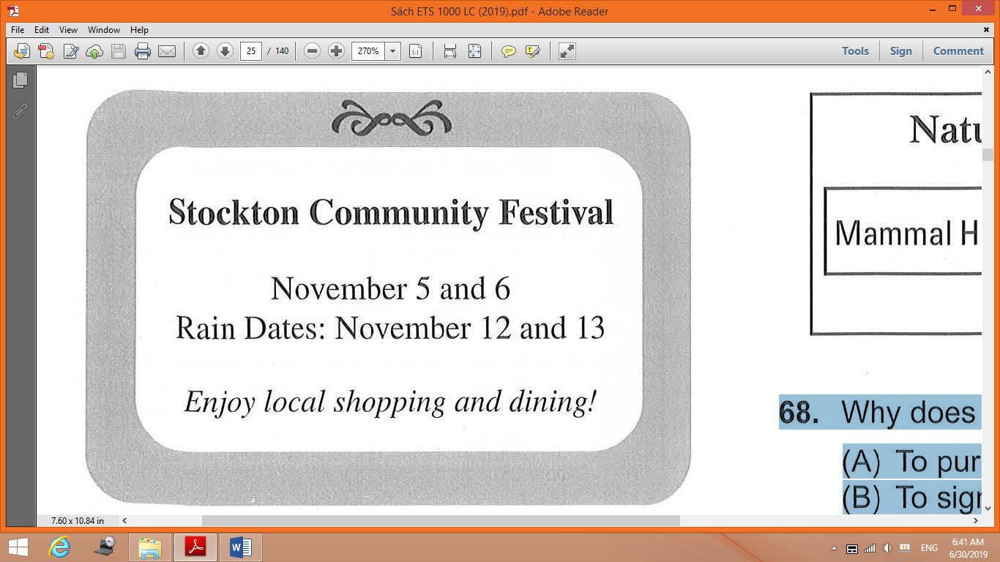 Sách ETS 1000 LC (2019).pdf - Adobe Reader
File Edit View Window Help
25 / 140 270% Tools Sign Comment
Stockton Community Festival
November 5 and 6
Rain Dates: November 12 and 13
Enjoy local shopping and dining!
Natu
Mammal H
68. Why does
(A) To pur
(B) To sign
7.60 x 10.84 in
ENG
6:41 AM
6/30/2019